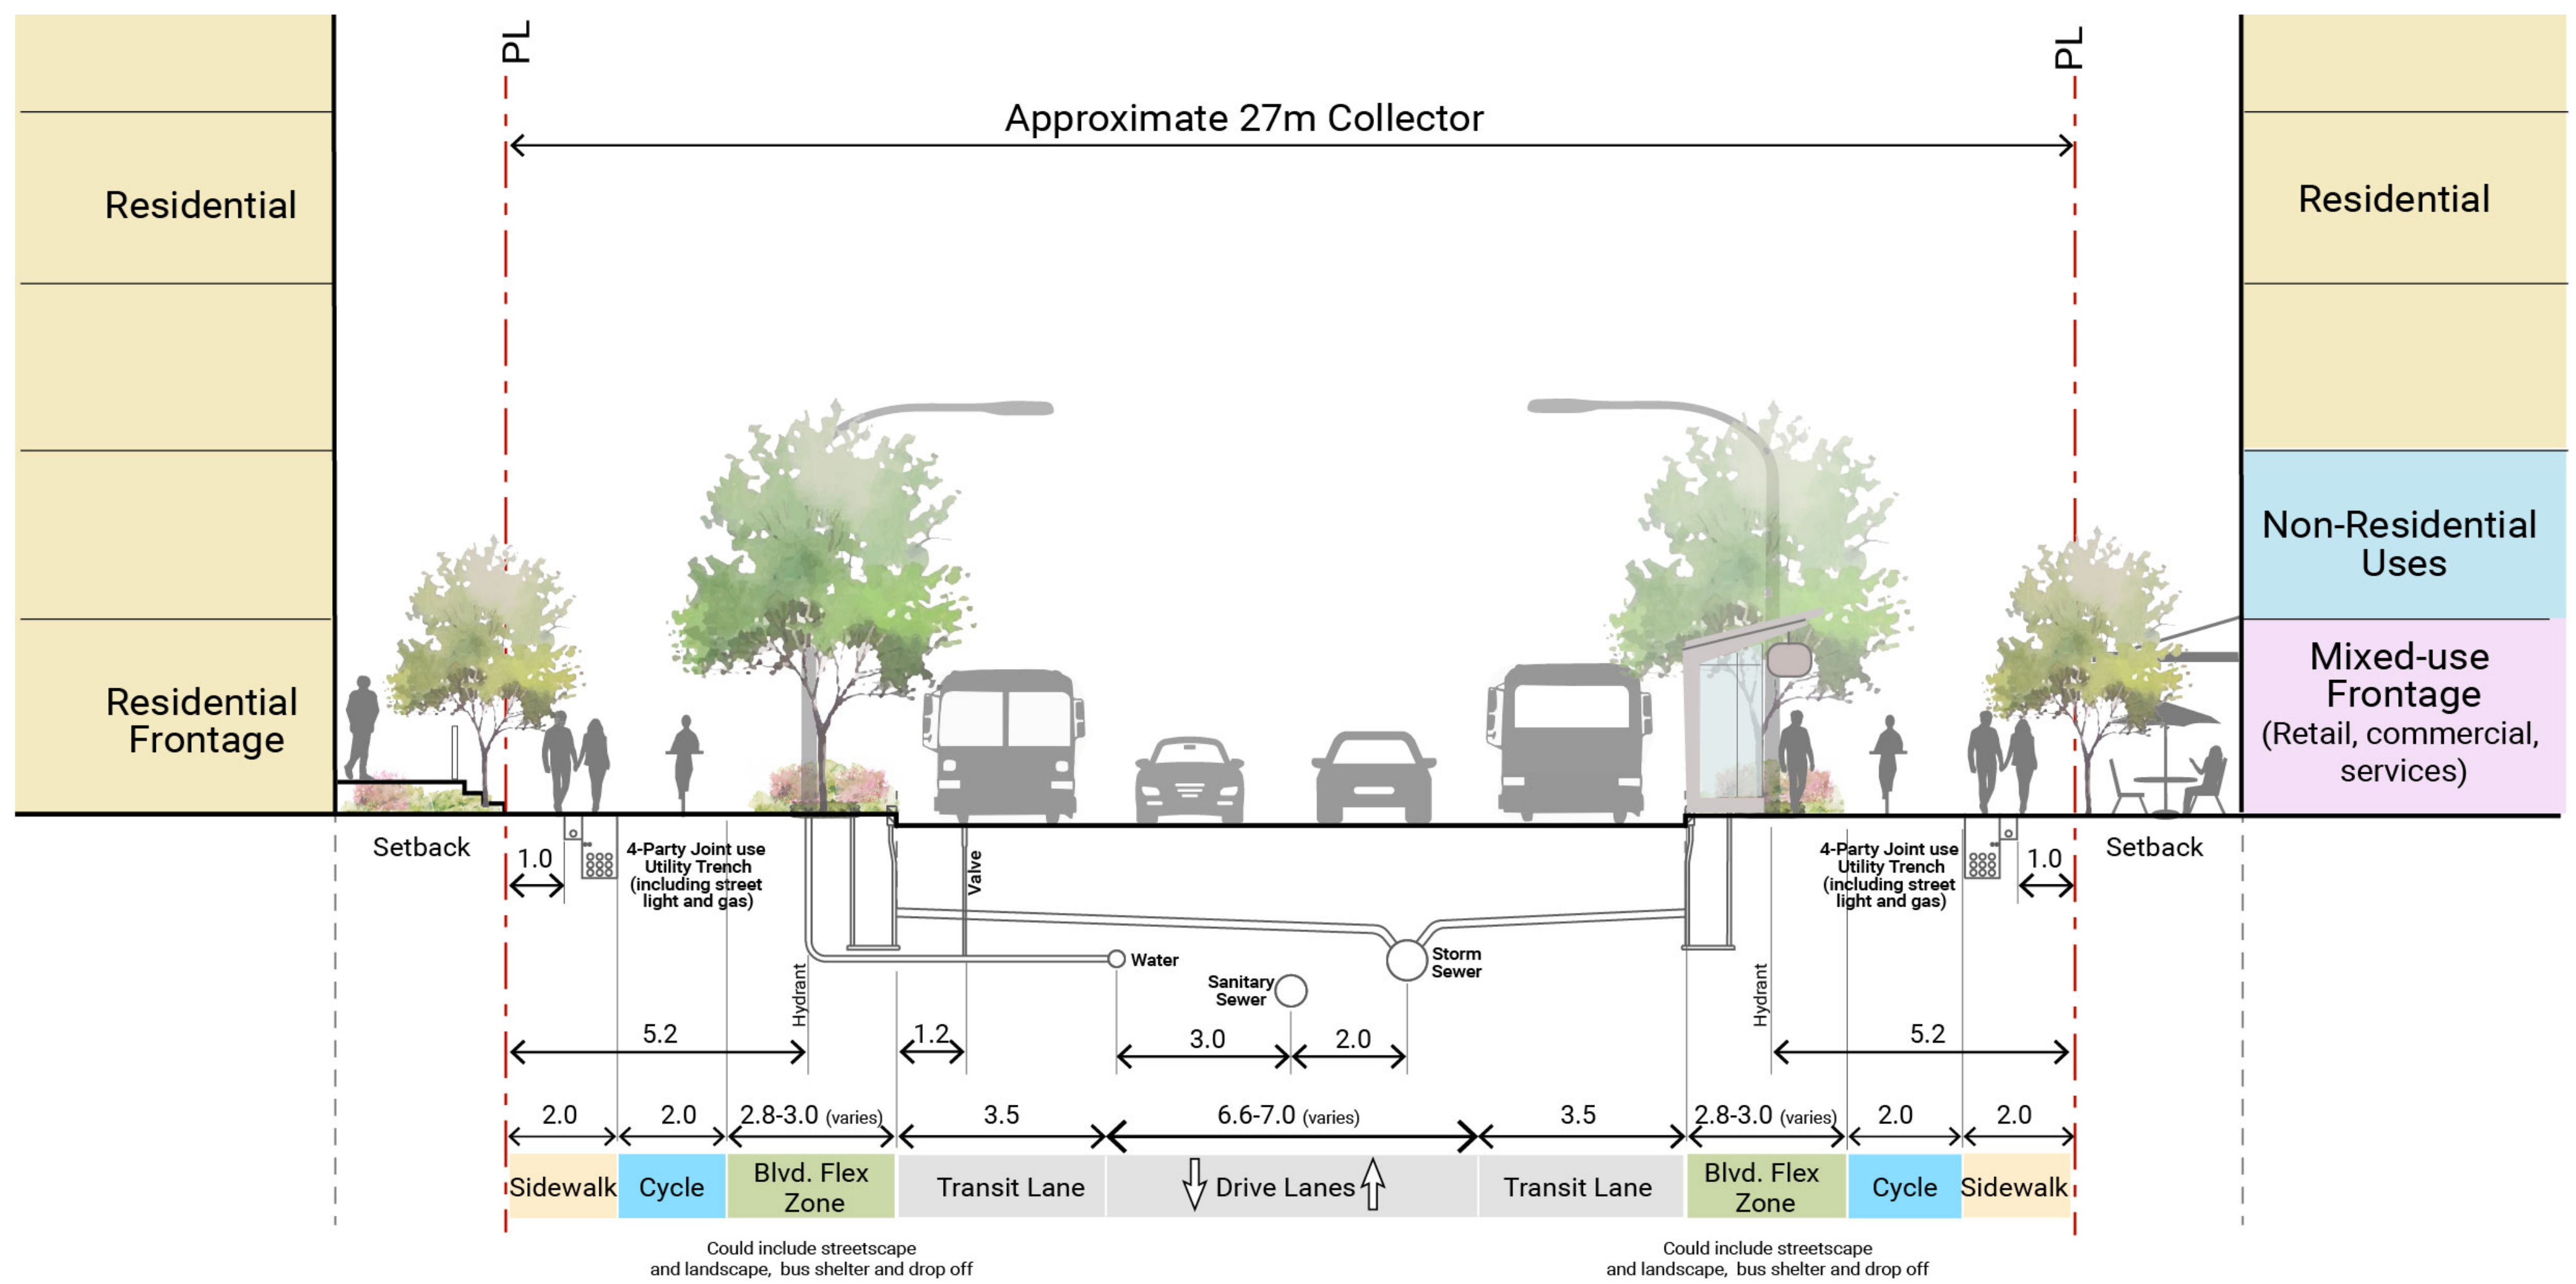 PL
PL
Approximate 27m Collector
Residential
Residential
Non-Residential
Uses
Residential
Frontage
Mixed-use
Frontage
(Retail, commercial,
services)
Setback
1.0
4-Party Joint use
Utility Trench
(including street
light and gas)
Valve
4-Party Joint use
Utility Trench
(including street
light and gas)
1.0
Setback
Hydrant
Water
Sanitary
Sewer
Storm
Sewer
Hydrant
5.2
1.2
3.0
2.0
5.2
2.0
2.0
2.8-3.0 (varies)
3.5
6.6-7.0 (varies)
3.5
2.8-3.0 (varies)
2.0
2.0
Sidewalk
Cycle
Blvd. Flex
Zone
Transit Lane
Drive Lanes
Transit Lane
Blvd. Flex
Zone
Cycle
Sidewalk
Could include streetscape
and landscape, bus shelter and drop off
Could include streetscape
and landscape, bus shelter and drop off